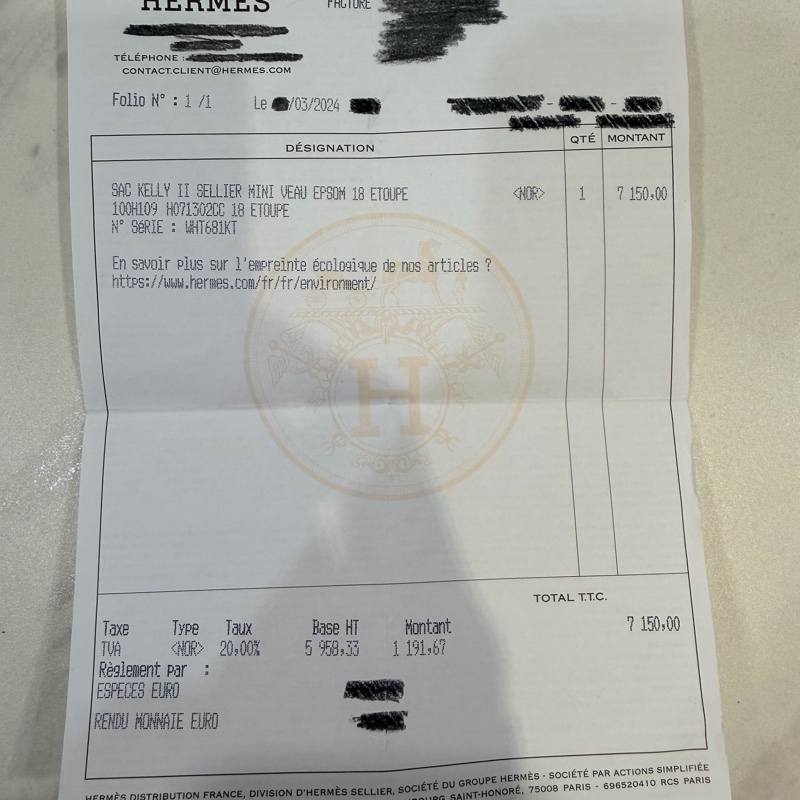 HERMÈS
FACTURE
TÉLÉPHONE :
CONTACT.CLIENT@HERMES.COM
Folio N° : 1 /1 Le /03/2024
DÉSIGNATION QTÉ MONTANT
SAC KELLY II SELLIER MINI VEAU EPSOM 18 ETOUPE <NOR> 1 7 150,00
100H109 H071302CC 18 ETOUPE
N° SéRIE : WHT681KT
En savoir plus sur l'empreinte écologique de nos articles ?
https://www.hermes.com/fr/fr/environment/
H
TOTAL T.T.C.
7 150,00
Taxe Type Taux Base HT Montant
TVA <NOR> 20,00% 5 958,33 1 191,67
Règlement par :
ESPECES EURO
RENDU MONNAIE EURO
HERMÈS DISTRIBUTION FRANCE, DIVISION D'HERMÈS SELLIER, SOCIÉTÉ DU GROUPE HERMÈS - SOCIÉTÉ PAR ACTIONS SIMPLIFIÉE
SAINT-HONORÉ, 75008 PARIS - 696520410 RCS PARIS